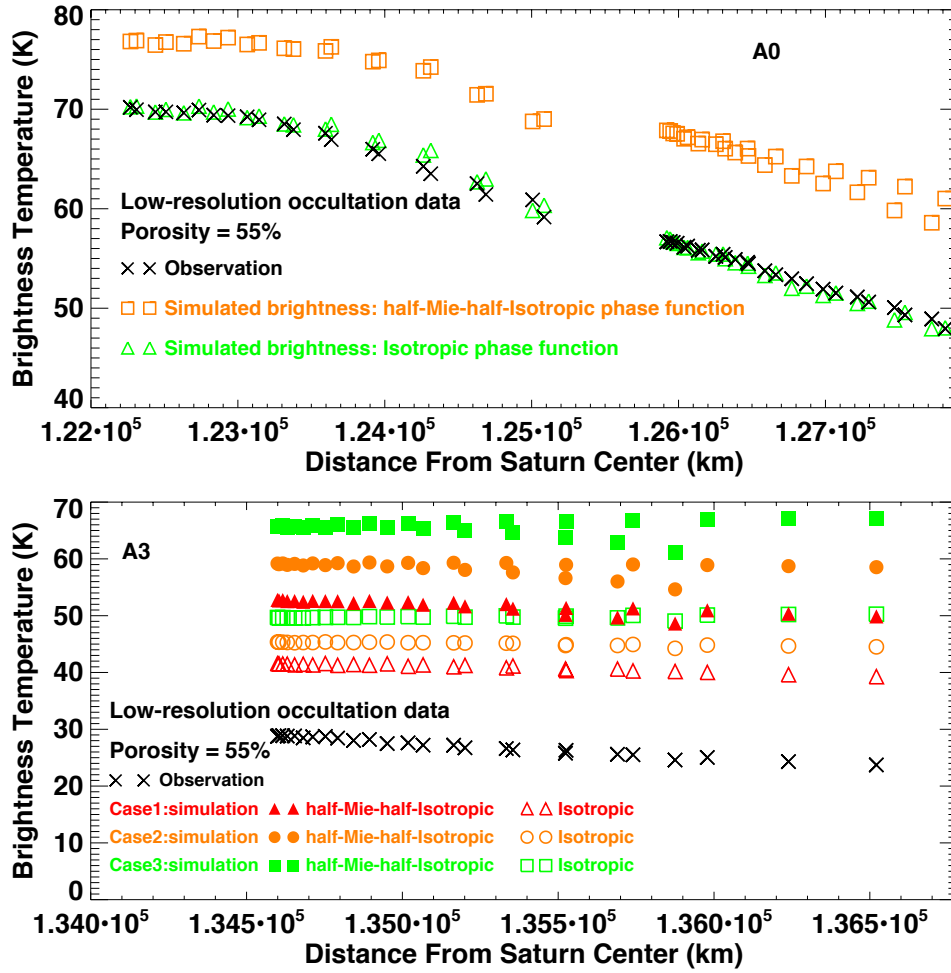 80
70
60
50
40
Brightness Temperature (K)
A0
Low-resolution occultation data
Porosity = 55%
Observation
Simulated brightness: half-Mie-half-Isotropic phase function
Simulated brightness: Isotropic phase function
1.22•10⁵ 1.23•10⁵ 1.24•10⁵ 1.25•10⁵ 1.26•10⁵ 1.27•10⁵
Distance From Saturn Center (km)
70
60
50
40
30
20
10
0
Brightness Temperature (K)
A3
Low-resolution occultation data
Porosity = 55%
Observation
Case1:simulation half-Mie-half-Isotropic Isotropic
Case2:simulation half-Mie-half-Isotropic Isotropic
Case3:simulation half-Mie-half-Isotropic Isotropic
1.340•10⁵ 1.345•10⁵ 1.350•10⁵ 1.355•10⁵ 1.360•10⁵ 1.365•10⁵
Distance From Saturn Center (km)